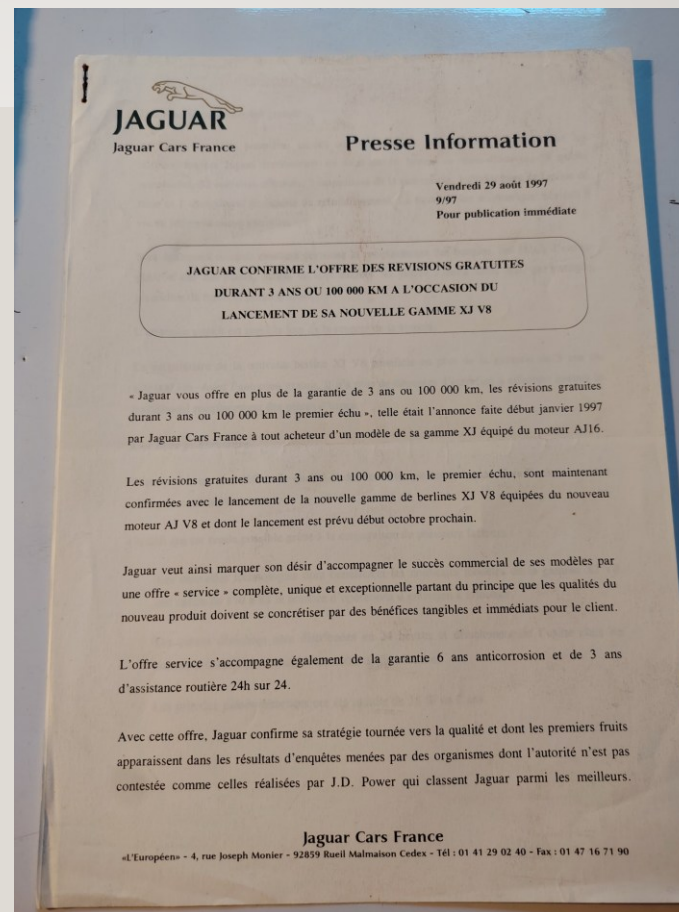 JAGUAR
Jaguar Cars France
Presse Information
Vendredi 29 août 1997
9/97
Pour publication immédiate
JAGUAR CONFIRME L'OFFRE DES REVISIONS GRATUITES
DURANT 3 ANS OU 100 000 KM A L'OCCASION DU
LANCEMENT DE SA NOUVELLE GAMME XJ V8
« Jaguar vous offre en plus de la garantie de 3 ans ou 100 000 km, les révisions gratuites
durant 3 ans ou 100 000 km le premier échu », telle était l'annonce faite début janvier 1997
par Jaguar Cars France à tout acheteur d'un modèle de sa gamme XJ équipé du moteur AJ16.
Les révisions gratuites durant 3 ans ou 100 000 km, le premier échu, sont maintenant
confirmées avec le lancement de la nouvelle gamme de berlines XJ V8 équipées du nouveau
moteur AJ V8 et dont le lancement est prévu début octobre prochain.
Jaguar veut ainsi marquer son désir d'accompagner le succès commercial de ses modèles par
une offre « service » complète, unique et exceptionnelle partant du principe que les qualités du
nouveau produit doivent se concrétiser par des bénéfices tangibles et immédiats pour le client.
L'offre service s'accompagne également de la garantie 6 ans anticorrosion et de 3 ans
d'assistance routière 24h sur 24.
Avec cette offre, Jaguar confirme sa stratégie tournée vers la qualité et dont les premiers fruits
apparaissent dans les résultats d'enquêtes menées par des organismes dont l'autorité n'est pas
contestée comme celles réalisées par J.D. Power qui classent Jaguar parmi les meilleurs.
Jaguar Cars France
«L'Européen» - 4, rue Joseph Monier - 92859 Rueil Malmaison Cedex - Tél : 01 41 29 02 40 - Fax : 01 47 16 71 90